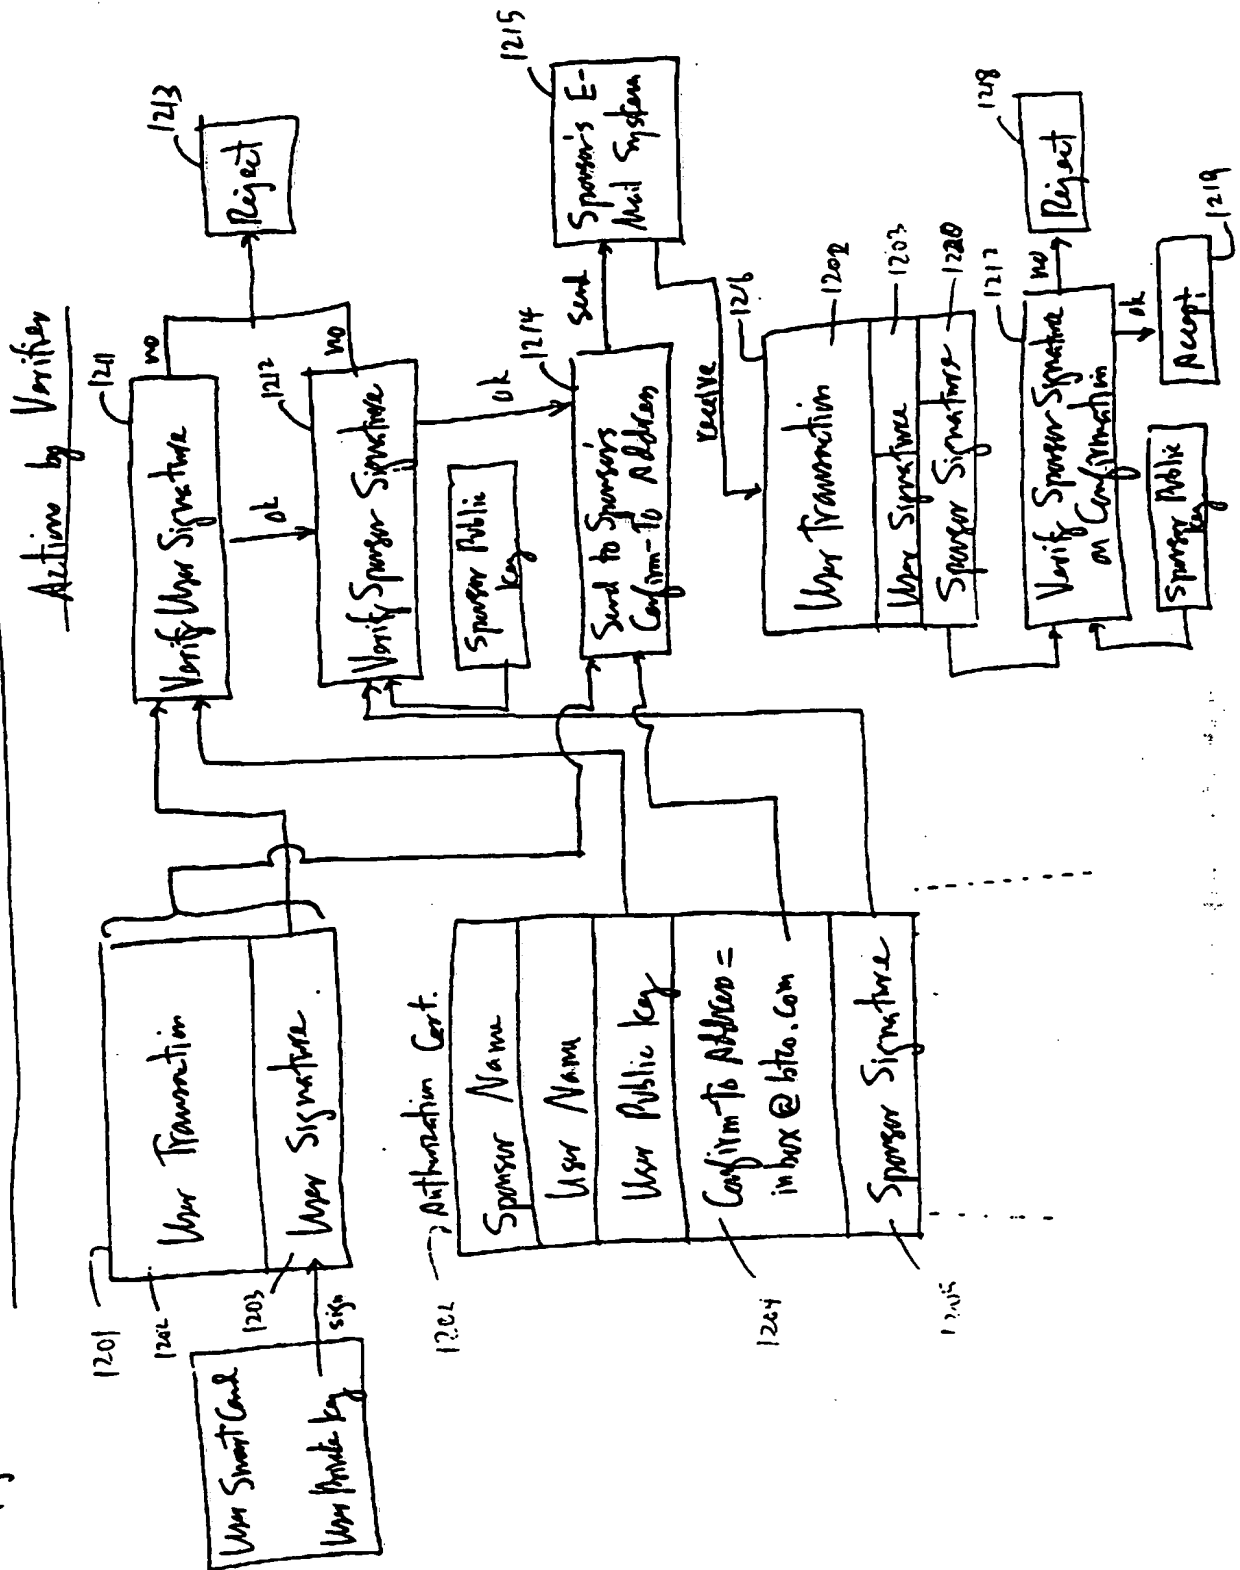 Action by Verifier
1201
1202
User Transaction
1203
User Signature
sign
User Smart Card
User Private key
1202
Authorization Cert.
Sponsor Name
User Name
User Public key
Confirm-To Address =
inbox@btco.com
1204
Sponsor Signature
1211
Verify User Signature
no
ok
1212
Verify Sponsor Signature
no
Reject
1213
Sponsor Public
key
ok
1214
Send to Sponsor's
Confirm-To Address
send
1215
Sponsor's E-
Mail System
receive
1216
User Transaction
1202
User Signature
1203
Sponsor Signature
1220
1217
Verify Sponsor Signature
on Confirmation
no
Reject
1218
ok
Accept
1219
Sponsor Public
key